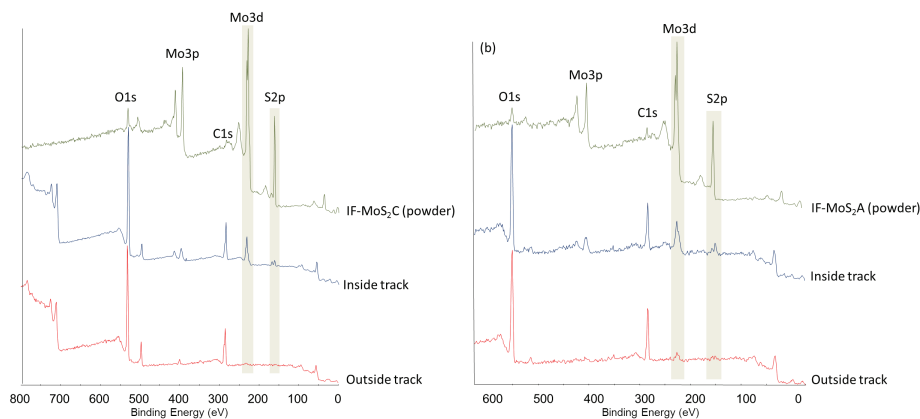 Mo3d
Mo3p
O1s
S2p
C1s
IF-MoS₂C (powder)
Inside track
Outside track
800 700 600 500 400 300 200 100 0
Binding Energy (eV)
(b)
Mo3d
Mo3p
O1s
S2p
C1s
IF-MoS₂A (powder)
Inside track
Outside track
600 500 400 300 200 100 0
Binding Energy (eV)